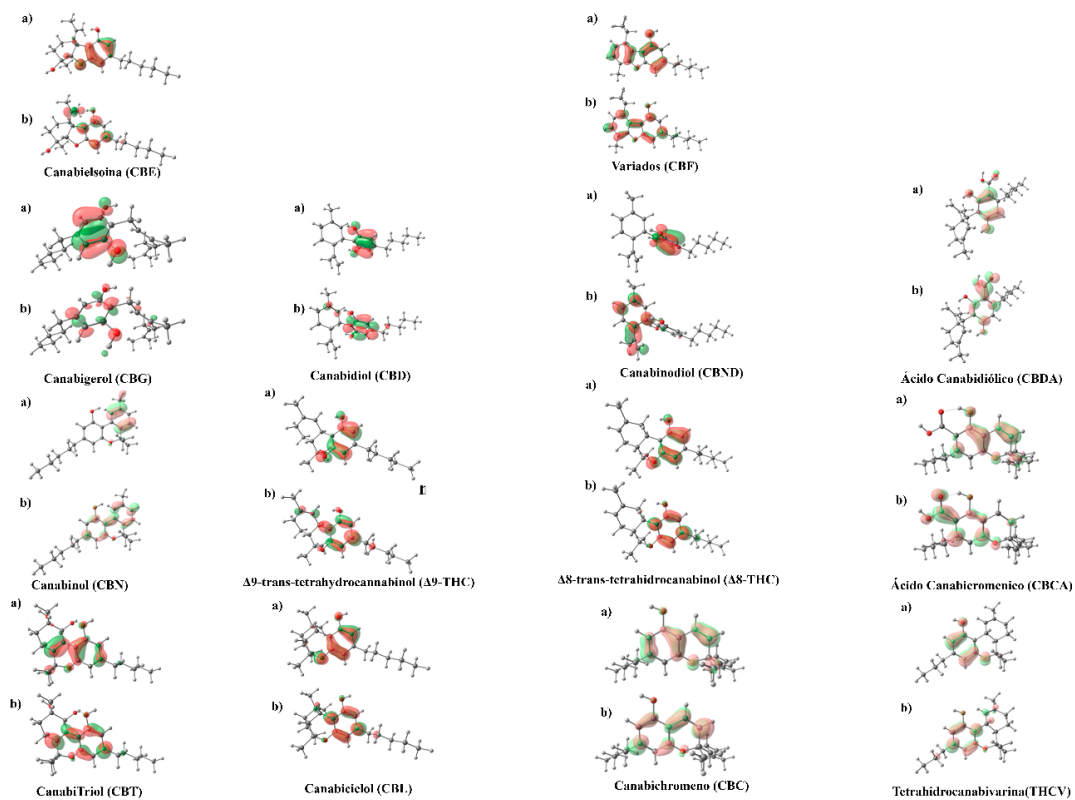 a)
a)
b)
b)
Canabielsoina (CBE)
Variados (CBF)
a)
a)
a)
a)
b)
b)
b)
b)
Canabigerol (CBG)
Canabidiol (CBD)
Canabinodiol (CBND)
Ácido Canabidiólico (CBDA)
a)
a)
a)
a)
b)
b)
b)
b)
Canabinol (CBN)
Δ9-trans-tetrahydrocannabinol (Δ9-THC)
Δ8-trans-tetrahidrocanabinol (Δ8-THC)
Ácido Canabicromenico (CBCA)
a)
a)
a)
a)
b)
b)
b)
b)
CanabiTriol (CBT)
Canabiciclol (CBL)
Canabichromeno (CBC)
Tetrahidrocanabivarina(THCV)